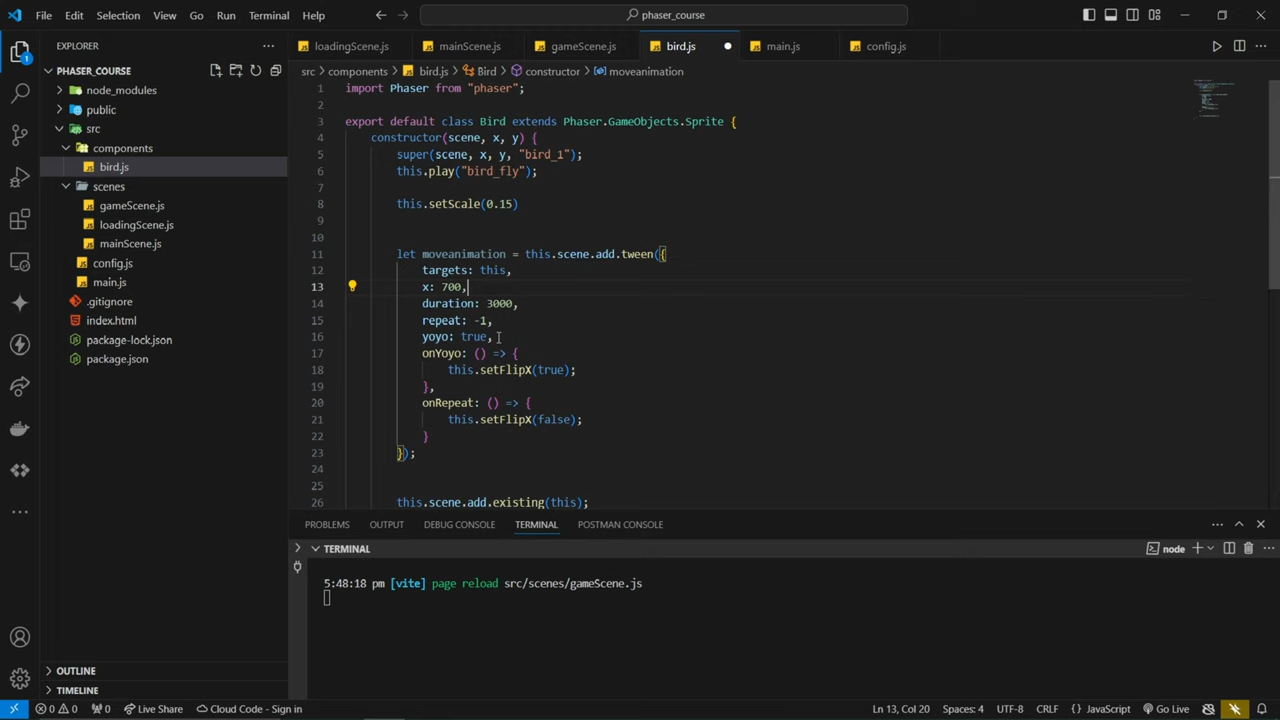 File Edit Selection View Go Run Terminal Help
phaser_course
EXPLORER
PHASER_COURSE
node_modules
public
src
components
bird.js
scenes
gameScene.js
loadingScene.js
mainScene.js
config.js
main.js
.gitignore
index.html
package-lock.json
package.json
OUTLINE
TIMELINE
loadingScene.js mainScene.js gameScene.js bird.js main.js config.js
src > components > bird.js > Bird > constructor > moveanimation
1 import Phaser from "phaser";
2
3 export default class Bird extends Phaser.GameObjects.Sprite {
4 constructor(scene, x, y) {
5 super(scene, x, y, "bird_1");
6 this.play("bird_fly");
7
8 this.setScale(0.15)
9
10
11 let moveanimation = this.scene.add.tween({
12 targets: this,
13 x: 700,
14 duration: 3000,
15 repeat: -1,
16 yoyo: true,
17 onYoyo: () => {
18 this.setFlipX(true);
19 },
20 onRepeat: () => {
21 this.setFlipX(false);
22 }
23 });
24
25
26 this.scene.add.existing(this);
PROBLEMS OUTPUT DEBUG CONSOLE TERMINAL POSTMAN CONSOLE
TERMINAL
node
5:48:18 pm [vite] page reload src/scenes/gameScene.js
0 0 0 Live Share Cloud Code - Sign in Ln 13, Col 20 Spaces: 4 UTF-8 CRLF {} JavaScript Go Live